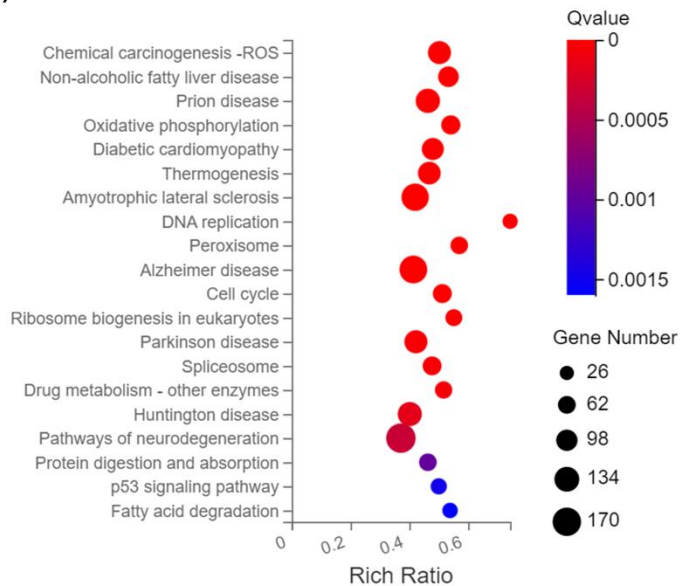 Qvalue
Chemical carcinogenesis -ROS
Non-alcoholic fatty liver disease
Prion disease
Oxidative phosphorylation
Diabetic cardiomyopathy
Thermogenesis
Amyotrophic lateral sclerosis
DNA replication
Peroxisome
Alzheimer disease
Cell cycle
Ribosome biogenesis in eukaryotes
Parkinson disease
Spliceosome
Drug metabolism - other enzymes
Huntington disease
Pathways of neurodegeneration
Protein digestion and absorption
p53 signaling pathway
Fatty acid degradation
0
0.2
0.4
0.6
Rich Ratio
0
0.0005
0.001
0.0015
Gene Number
26
62
98
134
170